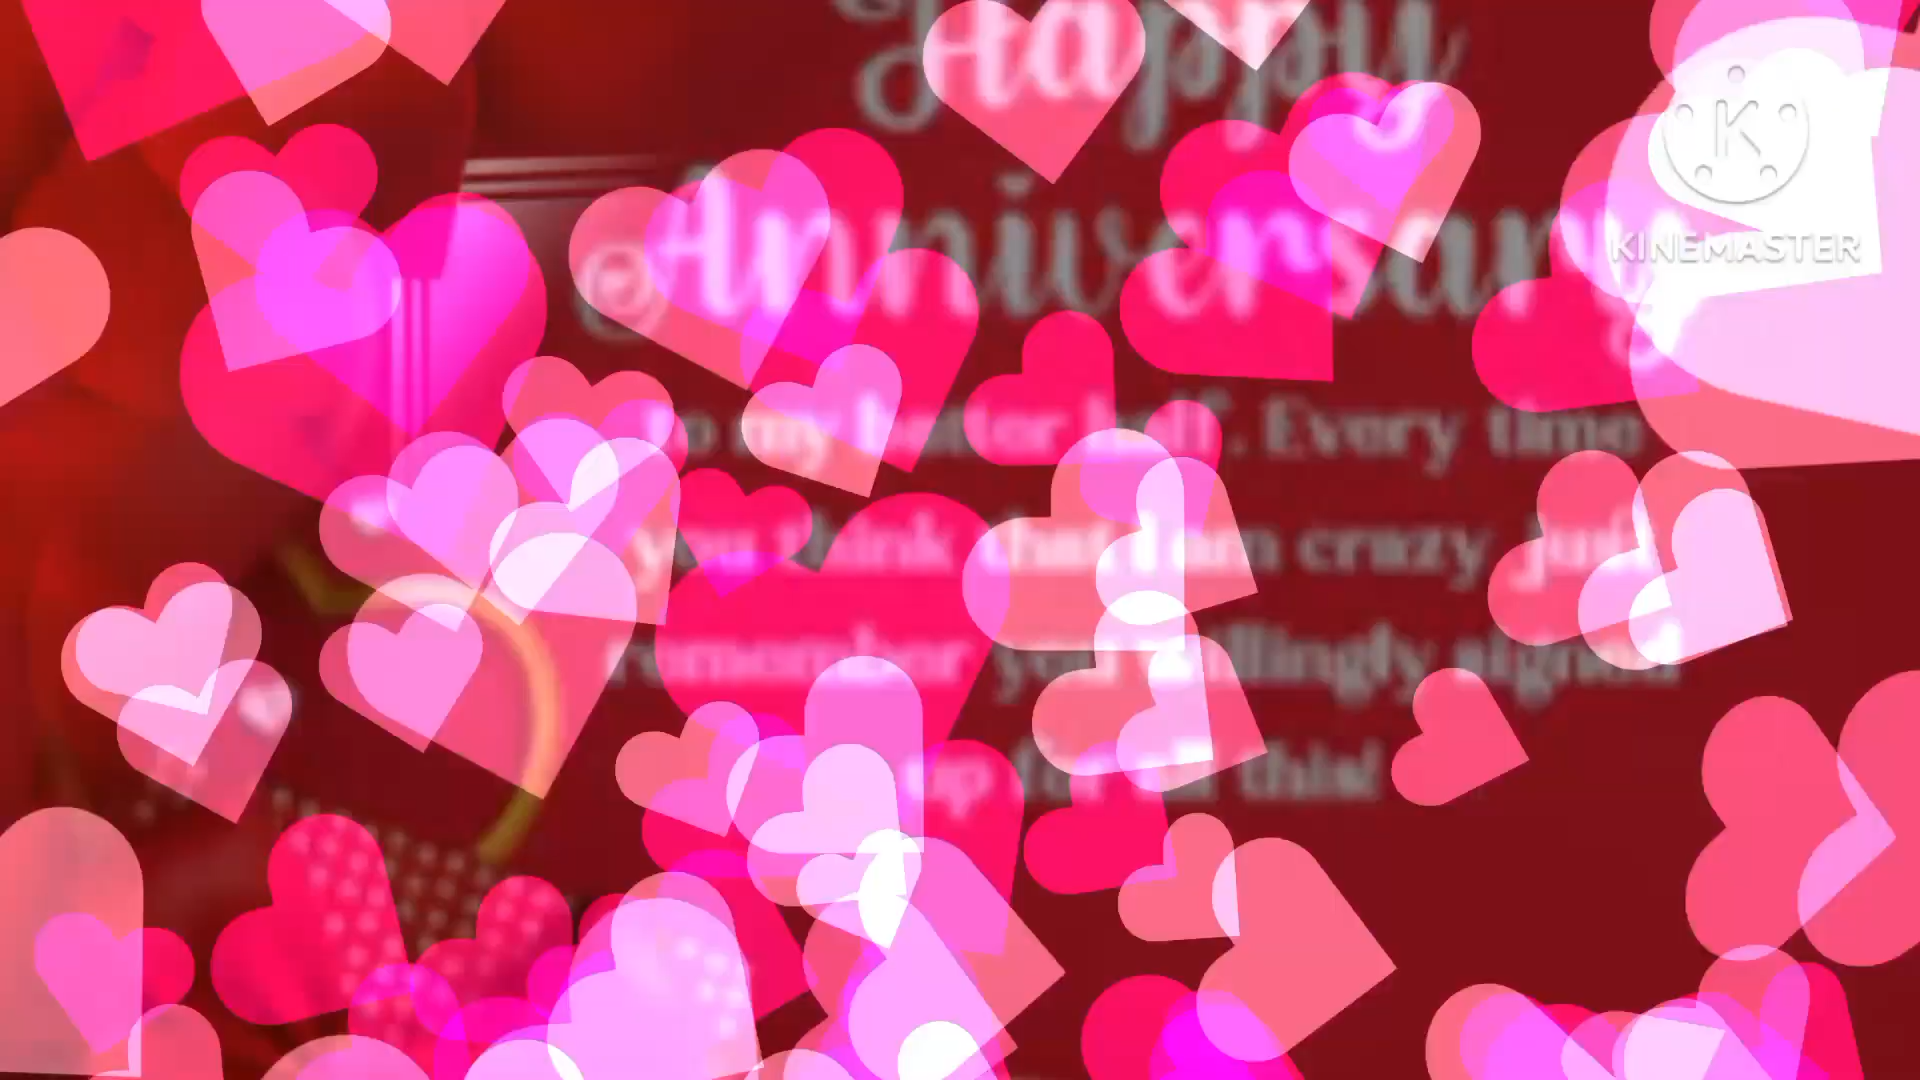 Happy
Anniversary
KINEMASTER
to my better half. Every time
you think that I am crazy just
remember you willingly signed
up for all this!